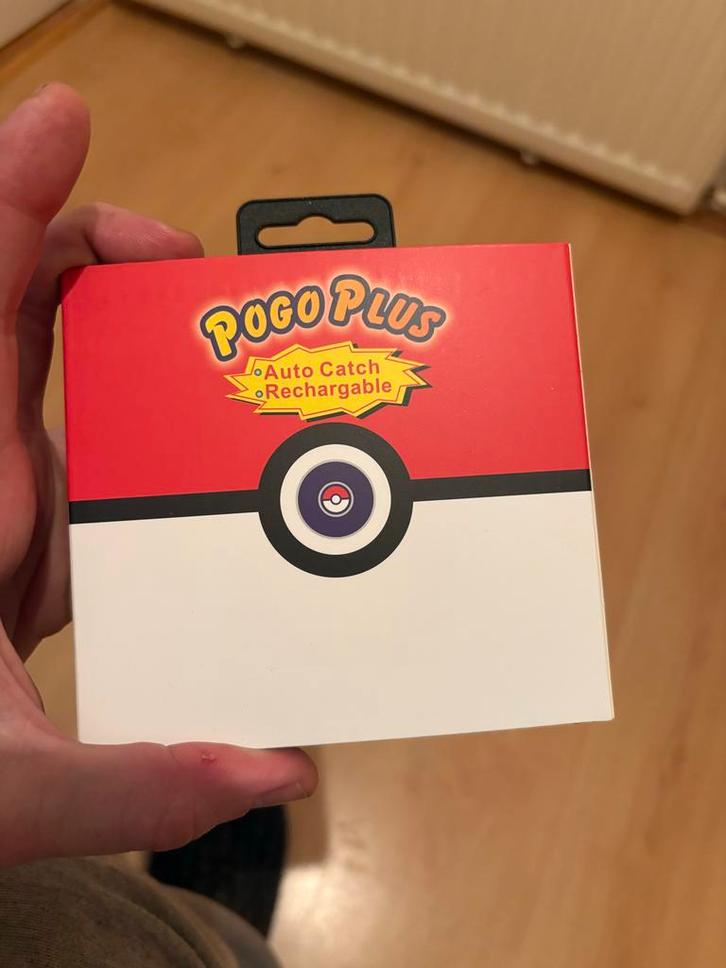 POGO PLUS
Auto Catch
Rechargable